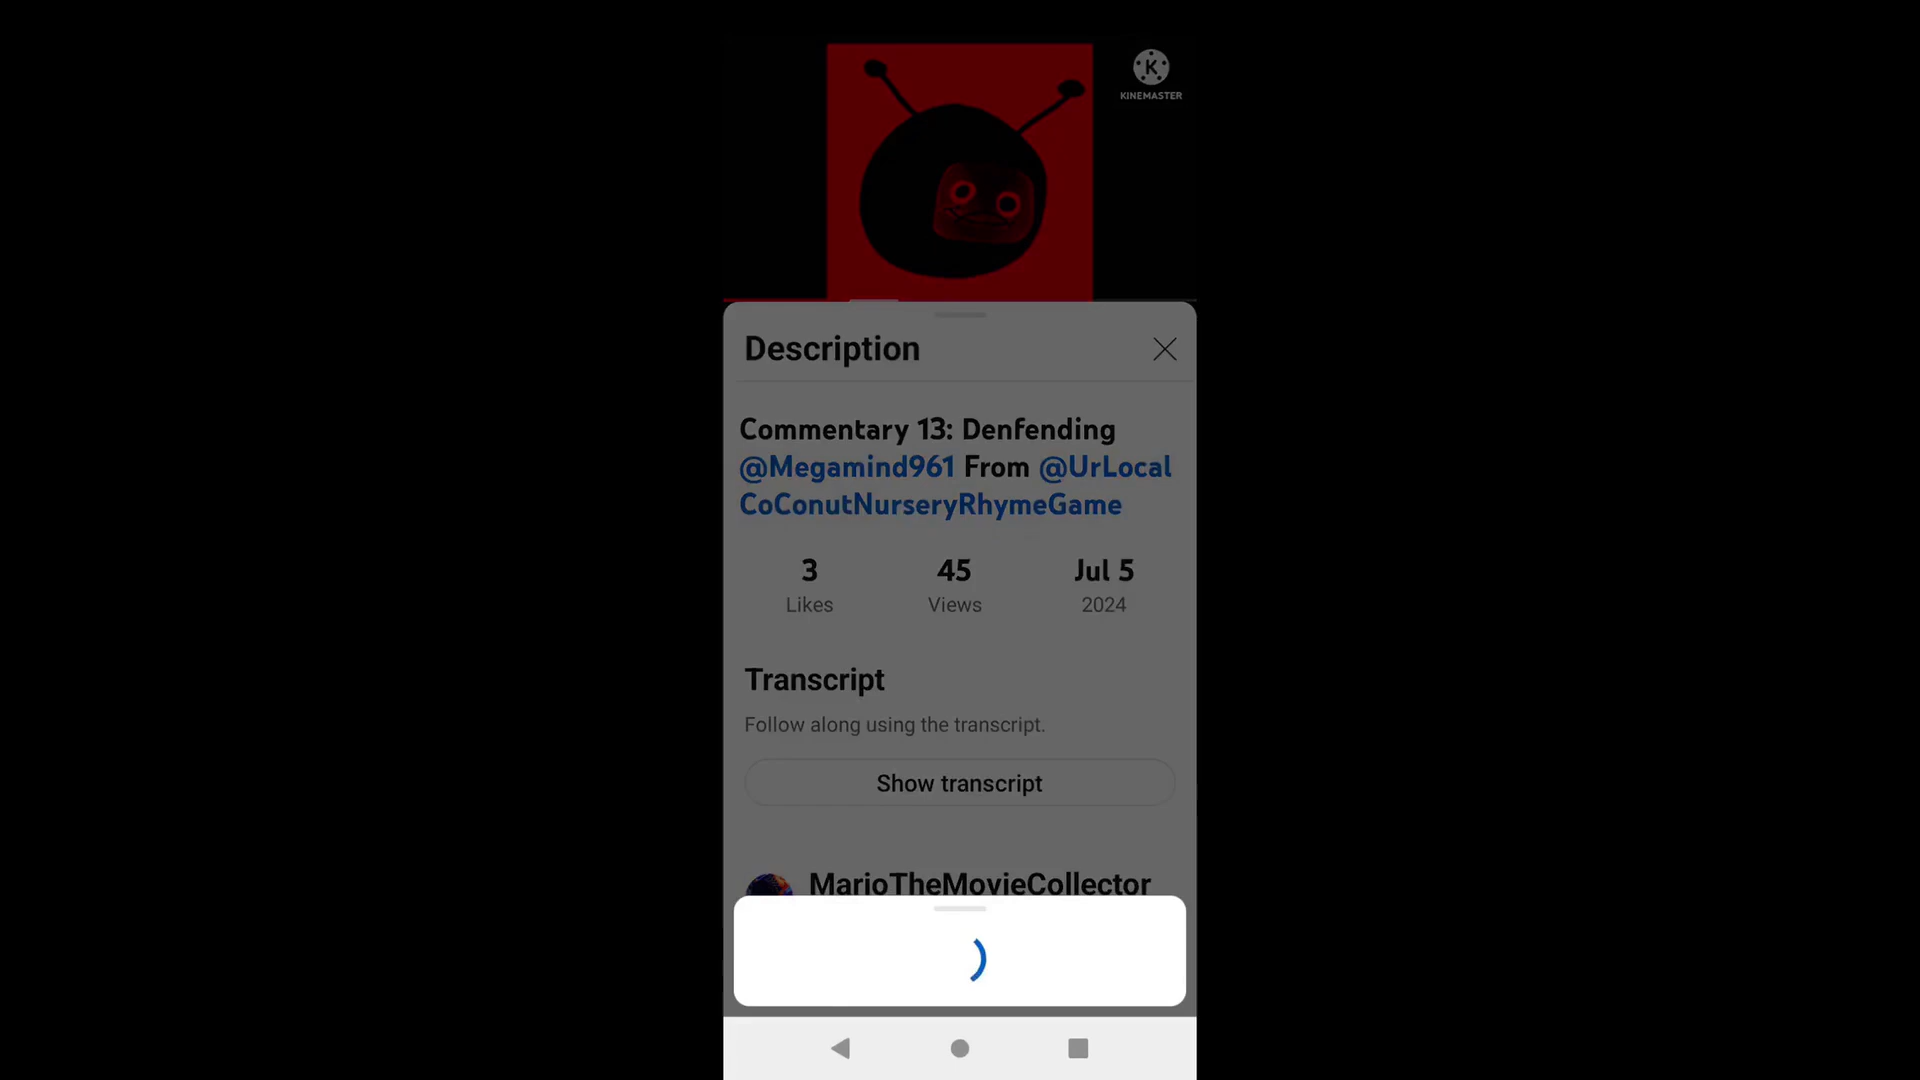 K
KINEMASTER
Description
Commentary 13: Denfending
@Megamind961 From @UrLocal
CoConutNurseryRhymeGame
3
45
Jul 5
Likes
Views
2024
Transcript
Follow along using the transcript.
Show transcript
MarioTheMovieCollector